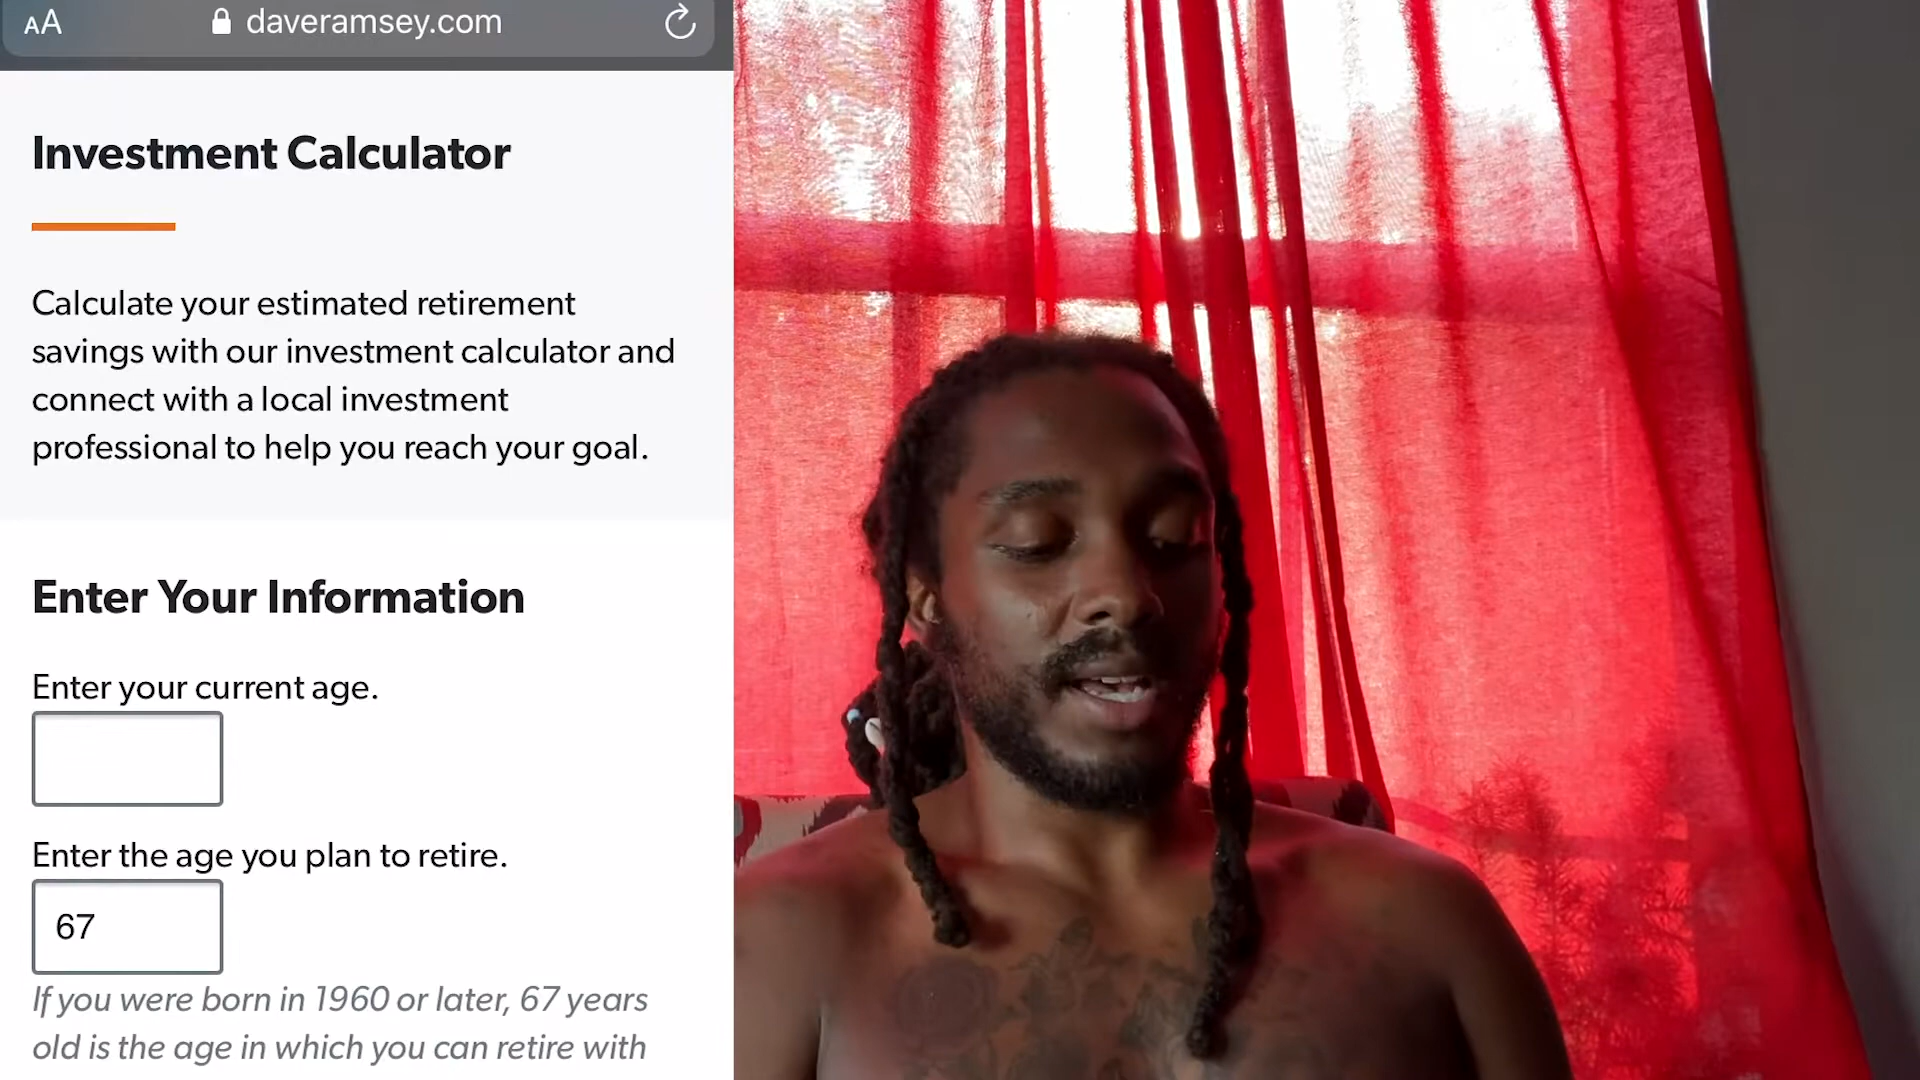 AA daveramsey.com
Investment Calculator
Calculate your estimated retirement
savings with our investment calculator and
connect with a local investment
professional to help you reach your goal.
Enter Your Information
Enter your current age.
Enter the age you plan to retire.
67
If you were born in 1960 or later, 67 years
old is the age in which you can retire with